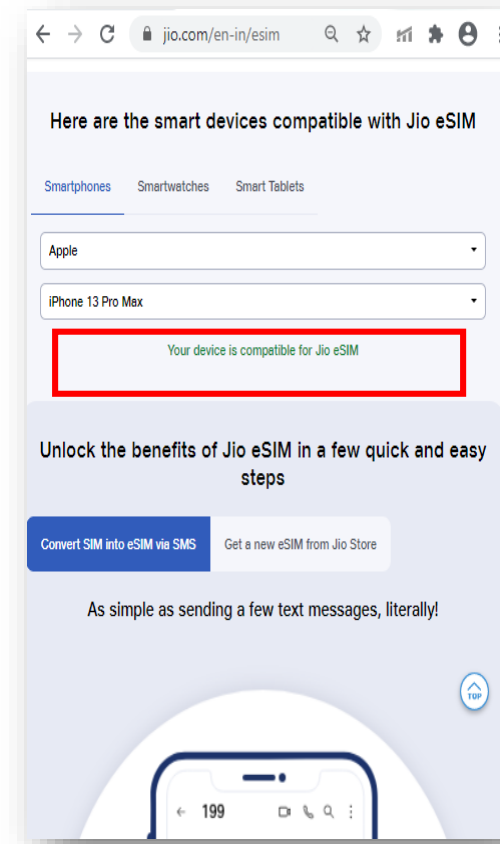 jio.com/en-in/esim
Here are the smart devices compatible with Jio eSIM
Smartphones Smartwatches Smart Tablets
Apple
iPhone 13 Pro Max
Your device is compatible for Jio eSIM
Unlock the benefits of Jio eSIM in a few quick and easy
steps
Convert SIM into eSIM via SMS Get a new eSIM from Jio Store
As simple as sending a few text messages, literally!
TOP
199